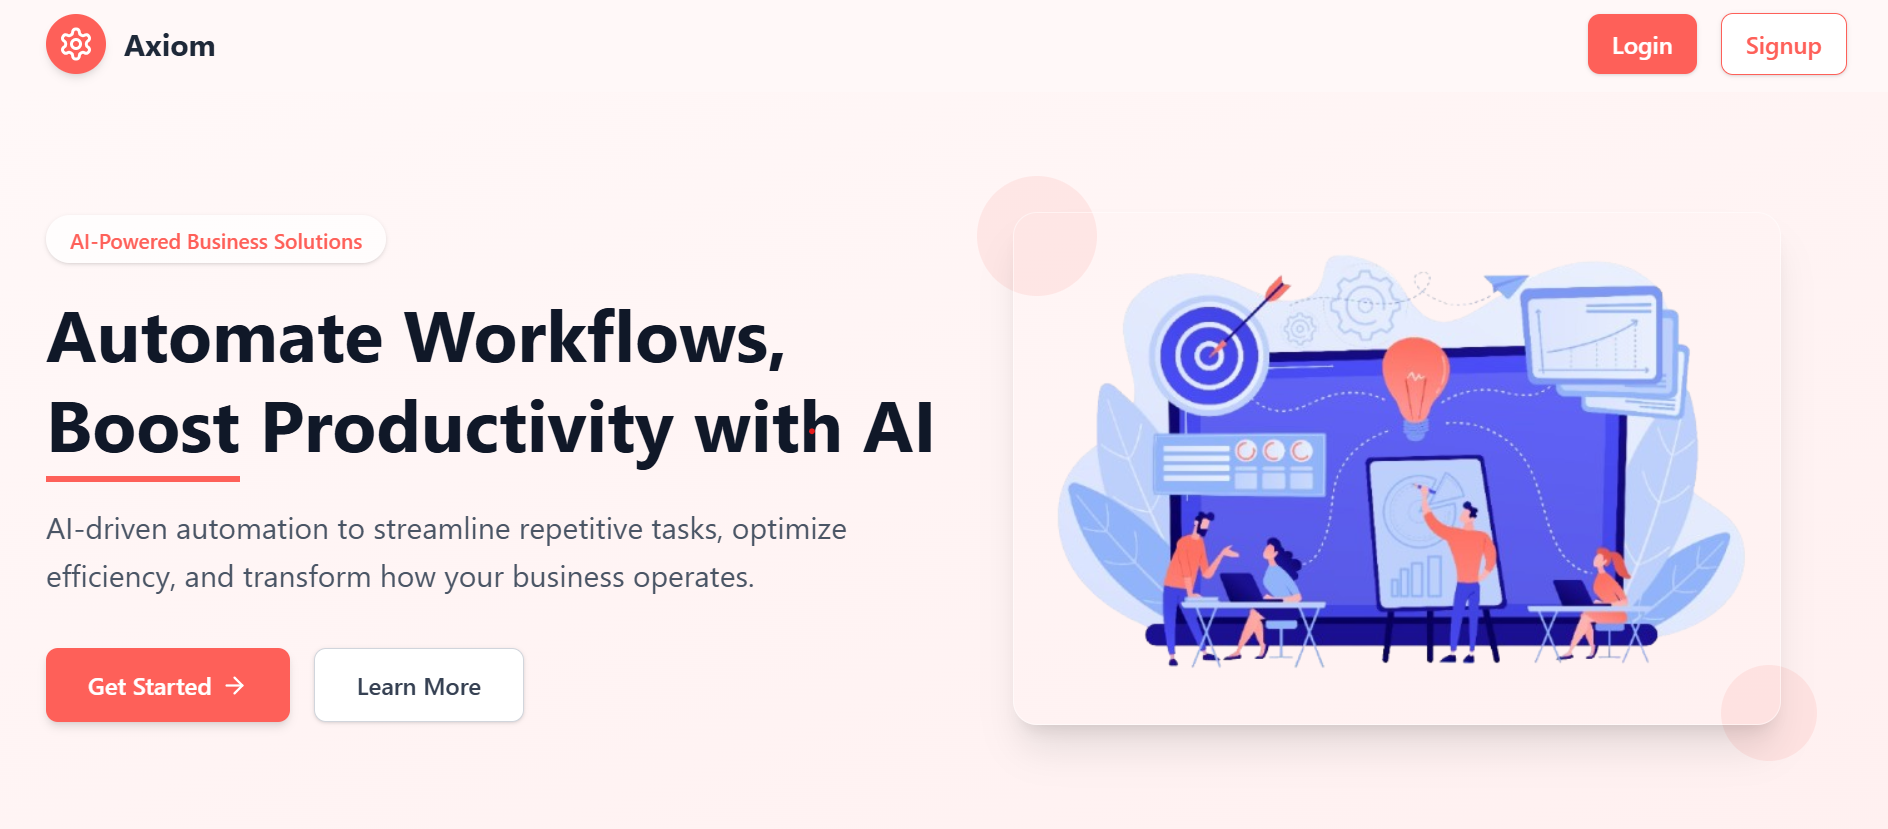 Axiom
Login
Signup
AI-Powered Business Solutions
Automate Workflows,
Boost Productivity with AI
AI-driven automation to streamline repetitive tasks, optimize
efficiency, and transform how your business operates.
Get Started
Learn More